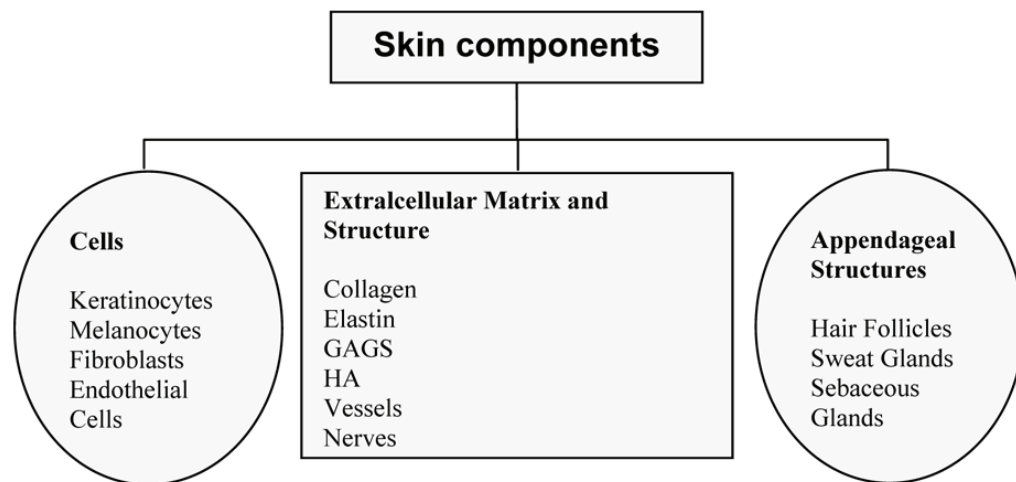 Skin components
Cells
Keratinocytes
Melanocytes
Fibroblasts
Endothelial
Cells
Extralcellular Matrix and
Structure
Collagen
Elastin
GAGS
HA
Vessels
Nerves
Appendageal
Structures
Hair Follicles
Sweat Glands
Sebaceous
Glands